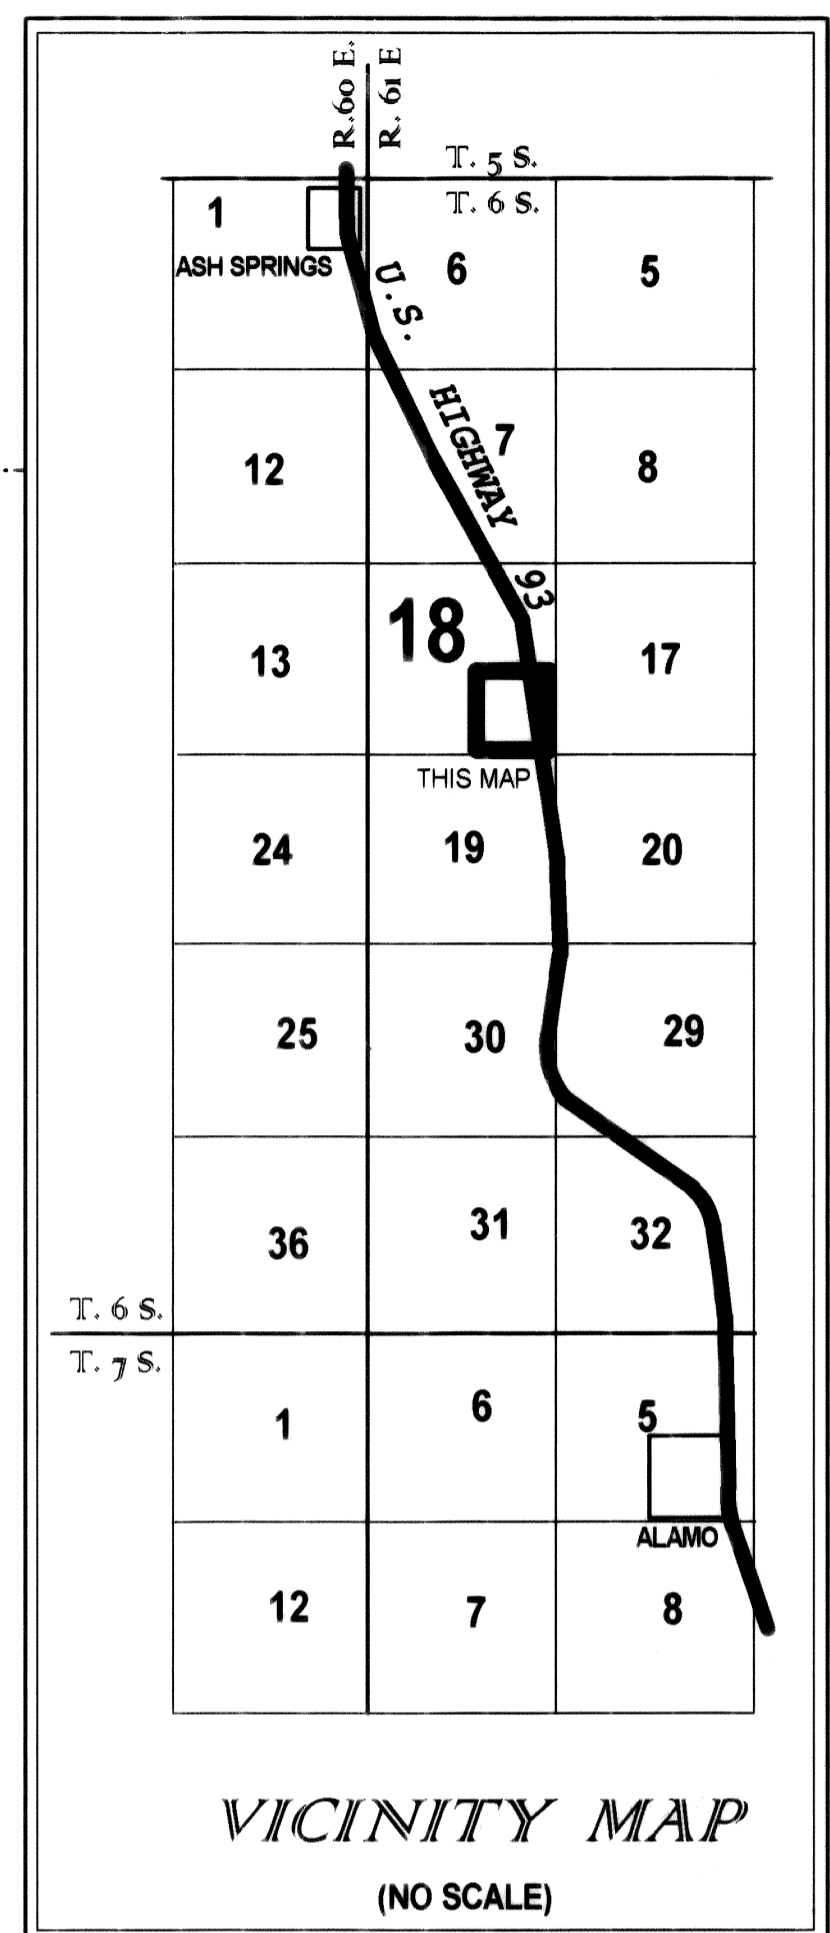 R. 60 E.
R. 61 E
T. 5 S.
T. 6 S.
1
ASH SPRINGS
6
5
U.S. HIGHWAY 93
12
7
8
13
18
17
THIS MAP
24
19
20
25
30
29
36
31
32
T. 6 S.
T. 7 S.
1
6
5
ALAMO
12
7
8
VICINITY MAP
(NO SCALE)